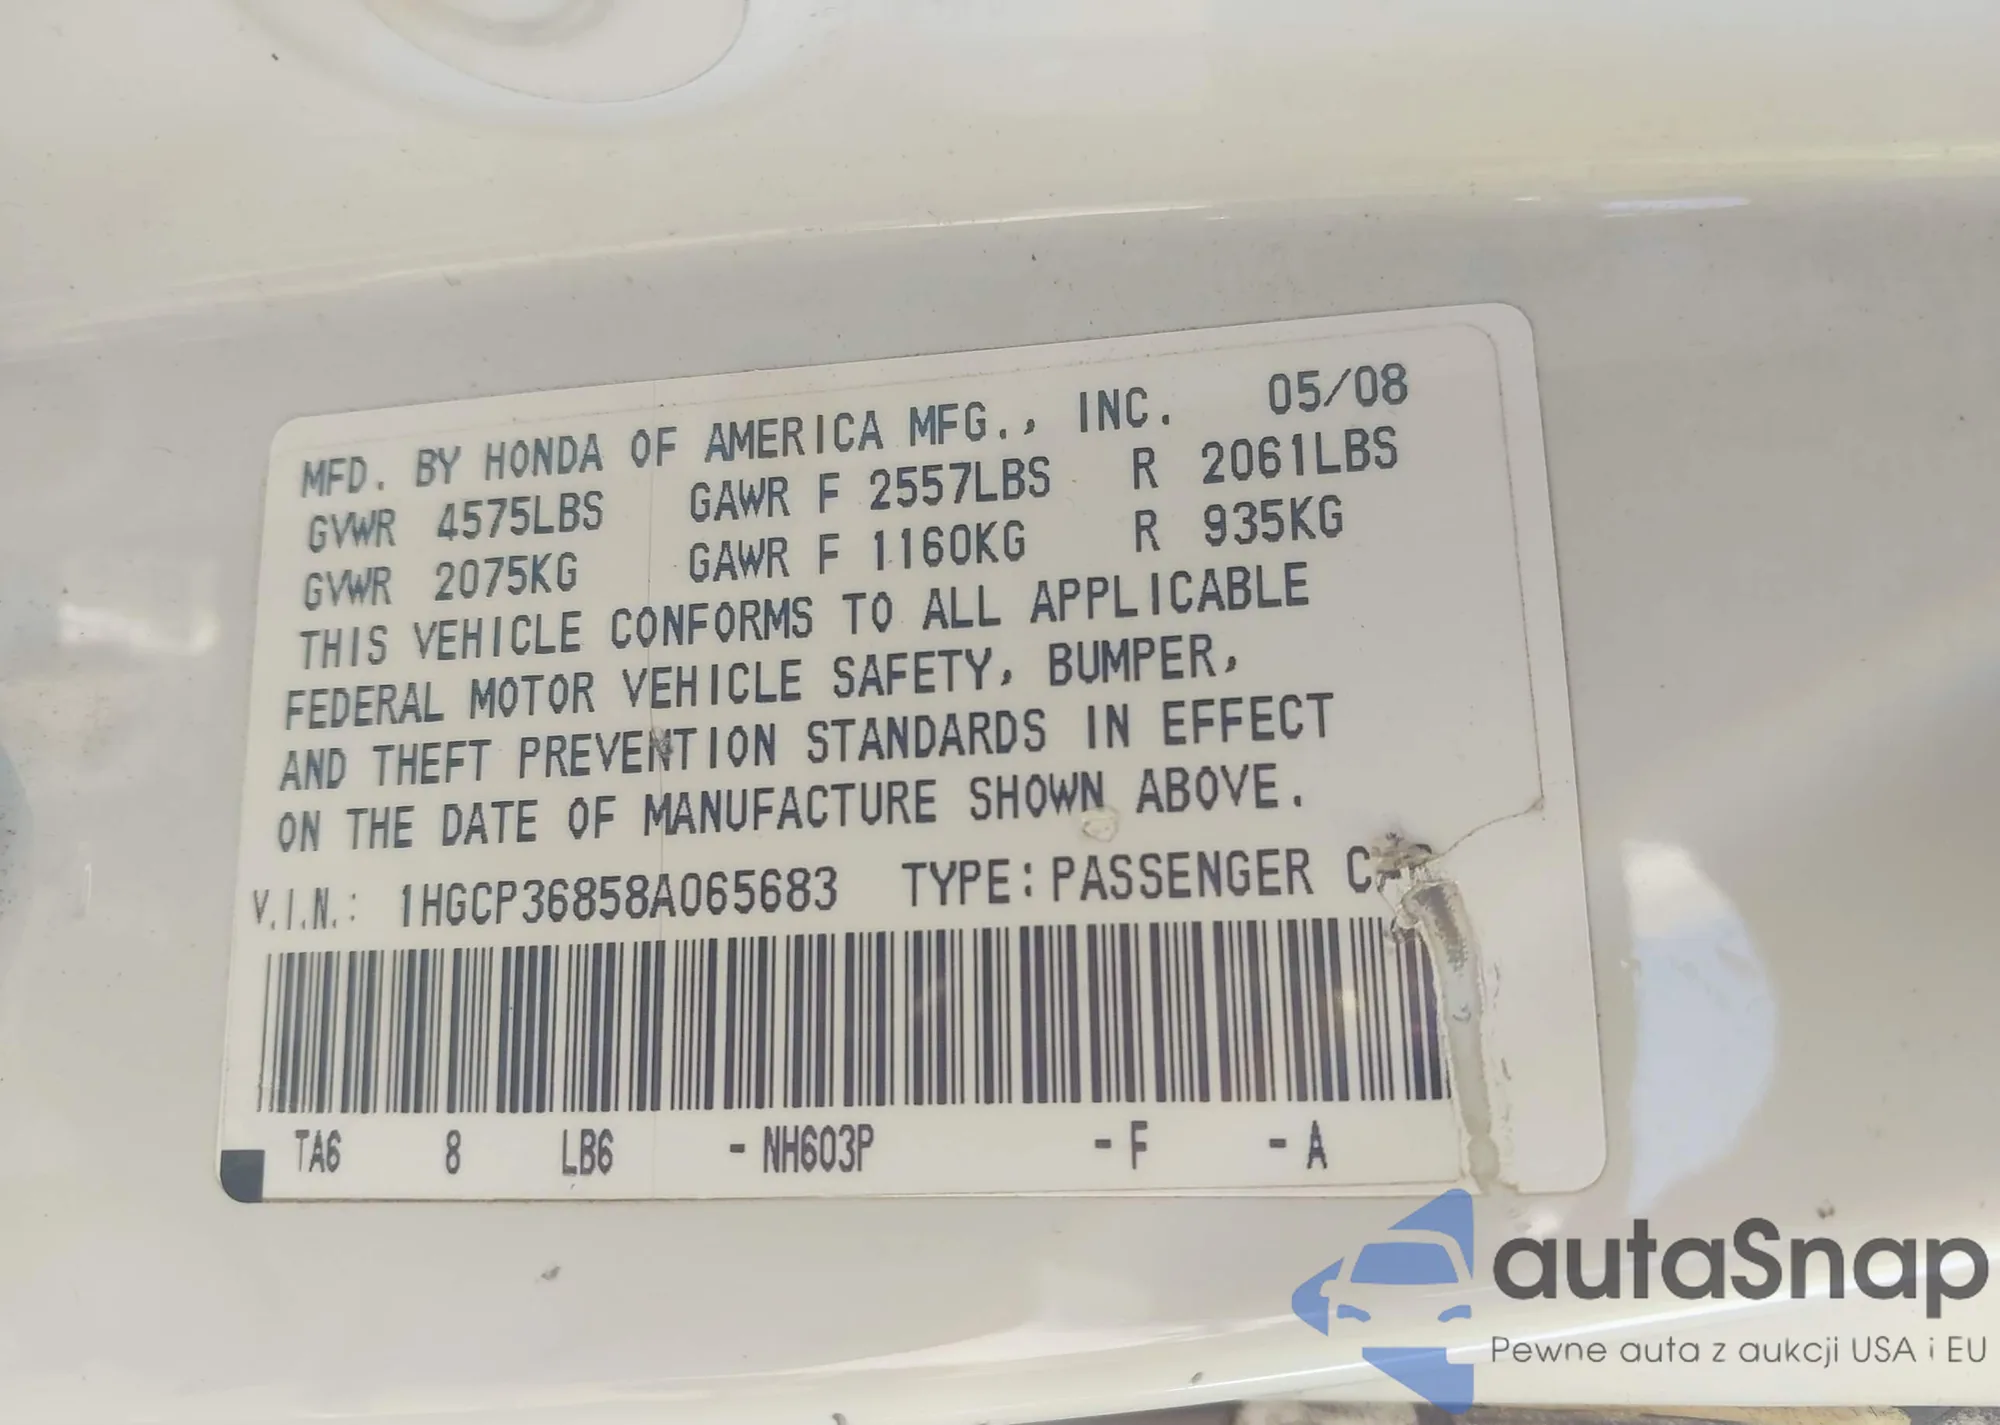 MFD. BY HONDA OF AMERICA MFG., INC. 05/08
GVWR 4575LBS GAWR F 2557LBS R 2061LBS
GVWR 2075KG GAWR F 1160KG R 935KG
THIS VEHICLE CONFORMS TO ALL APPLICABLE
FEDERAL MOTOR VEHICLE SAFETY, BUMPER,
AND THEFT PREVENTION STANDARDS IN EFFECT
ON THE DATE OF MANUFACTURE SHOWN ABOVE.
V.I.N.: 1HGCP36858A065683 TYPE: PASSENGER
TA6 8 LB6 -NH603P -F -A
autaSnap
Pewne auta z aukcji USA i EU